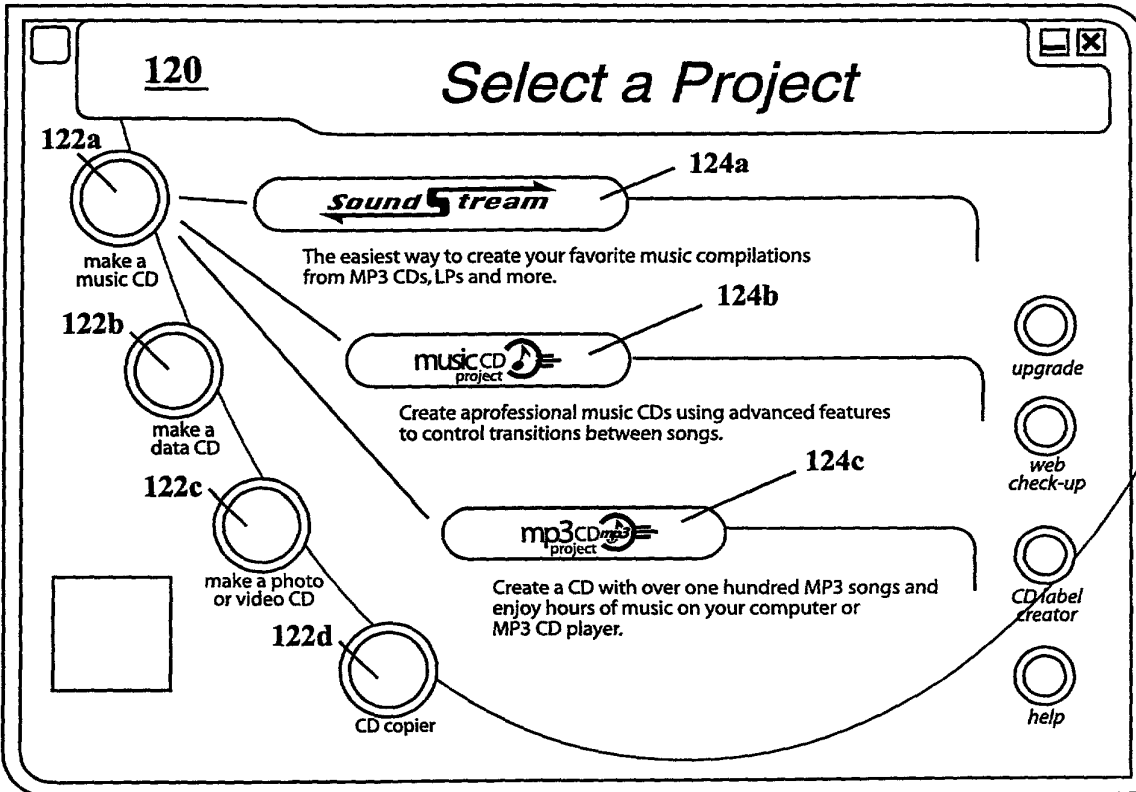 120
Select a Project
122a
make a
music CD
124a
Sound Stream
The easiest way to create your favorite music compilations
from MP3 CDs, LPs and more.
122b
make a
data CD
124b
music CD
project
Create aprofessional music CDs using advanced features
to control transitions between songs.
122c
make a photo
or video CD
124c
mp3CD mp3
project
Create a CD with over one hundred MP3 songs and
enjoy hours of music on your computer or
MP3 CD player.
122d
CD copier
upgrade
web
check-up
CD label
creator
help